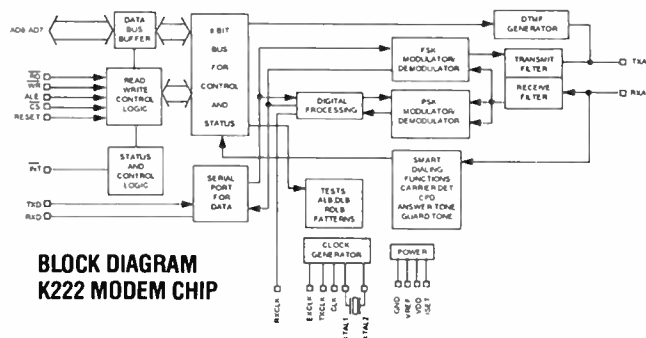 AD0-AD7
DATA
BUS
BUFFER
8 BIT
BUS
FOR
CONTROL
AND
STATUS
DTMF
GENERATOR
FSK
MODULATOR/
DEMODULATOR
TRANSMIT
FILTER
TXA
RECEIVE
FILTER
RXA
RD
WR
ALE
CS
RESET
READ
WRITE
CONTROL
LOGIC
DIGITAL
PROCESSING
PSK
MODULATOR/
DEMODULATOR
INT
STATUS
AND
CONTROL
LOGIC
SMART
DIALING
FUNCTIONS
CARRIER DET
CPD
ANSWER TONE
GUARD TONE
TXD
RXD
SERIAL
PORT
FOR
DATA
TESTS
ALB,DLB
RDLB
PATTERNS
CLOCK
GENERATOR
POWER
BLOCK DIAGRAM
K222 MODEM CHIP
RXCLK
EXCLK
TXCLK
CLK
XTAL1
XTAL2
GND
VREF
VDD
ISET